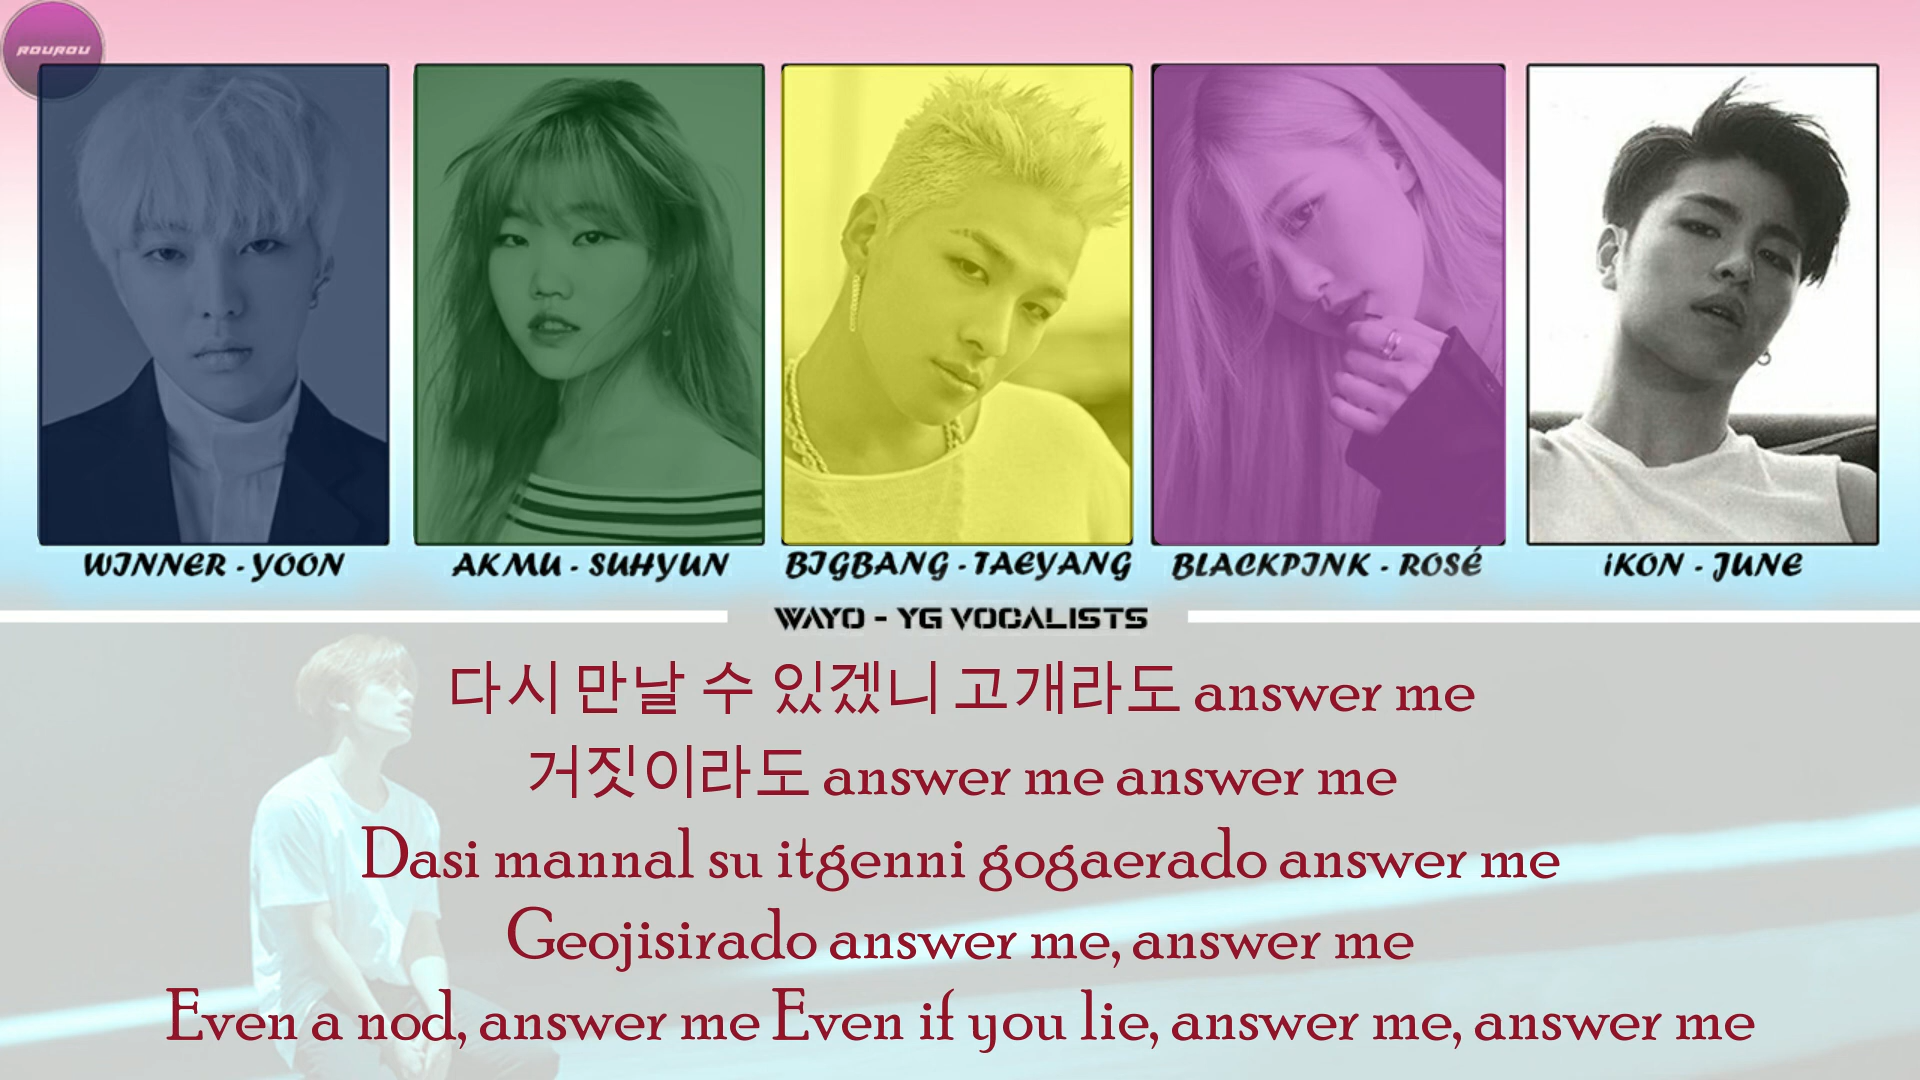 ROUROU
WINNER - YOON
AKMU - SUHYUN
BIGBANG - TAEYANG
BLACKPINK - ROSÉ
iKON - JUNE
WAYO - YG VOCALISTS
다시 만날 수 있겠니 고개라도 answer me
거짓이라도 answer me answer me
Dasi mannal su itgenni gogaerado answer me
Geojisirado answer me, answer me
Even a nod, answer me Even if you lie, answer me, answer me